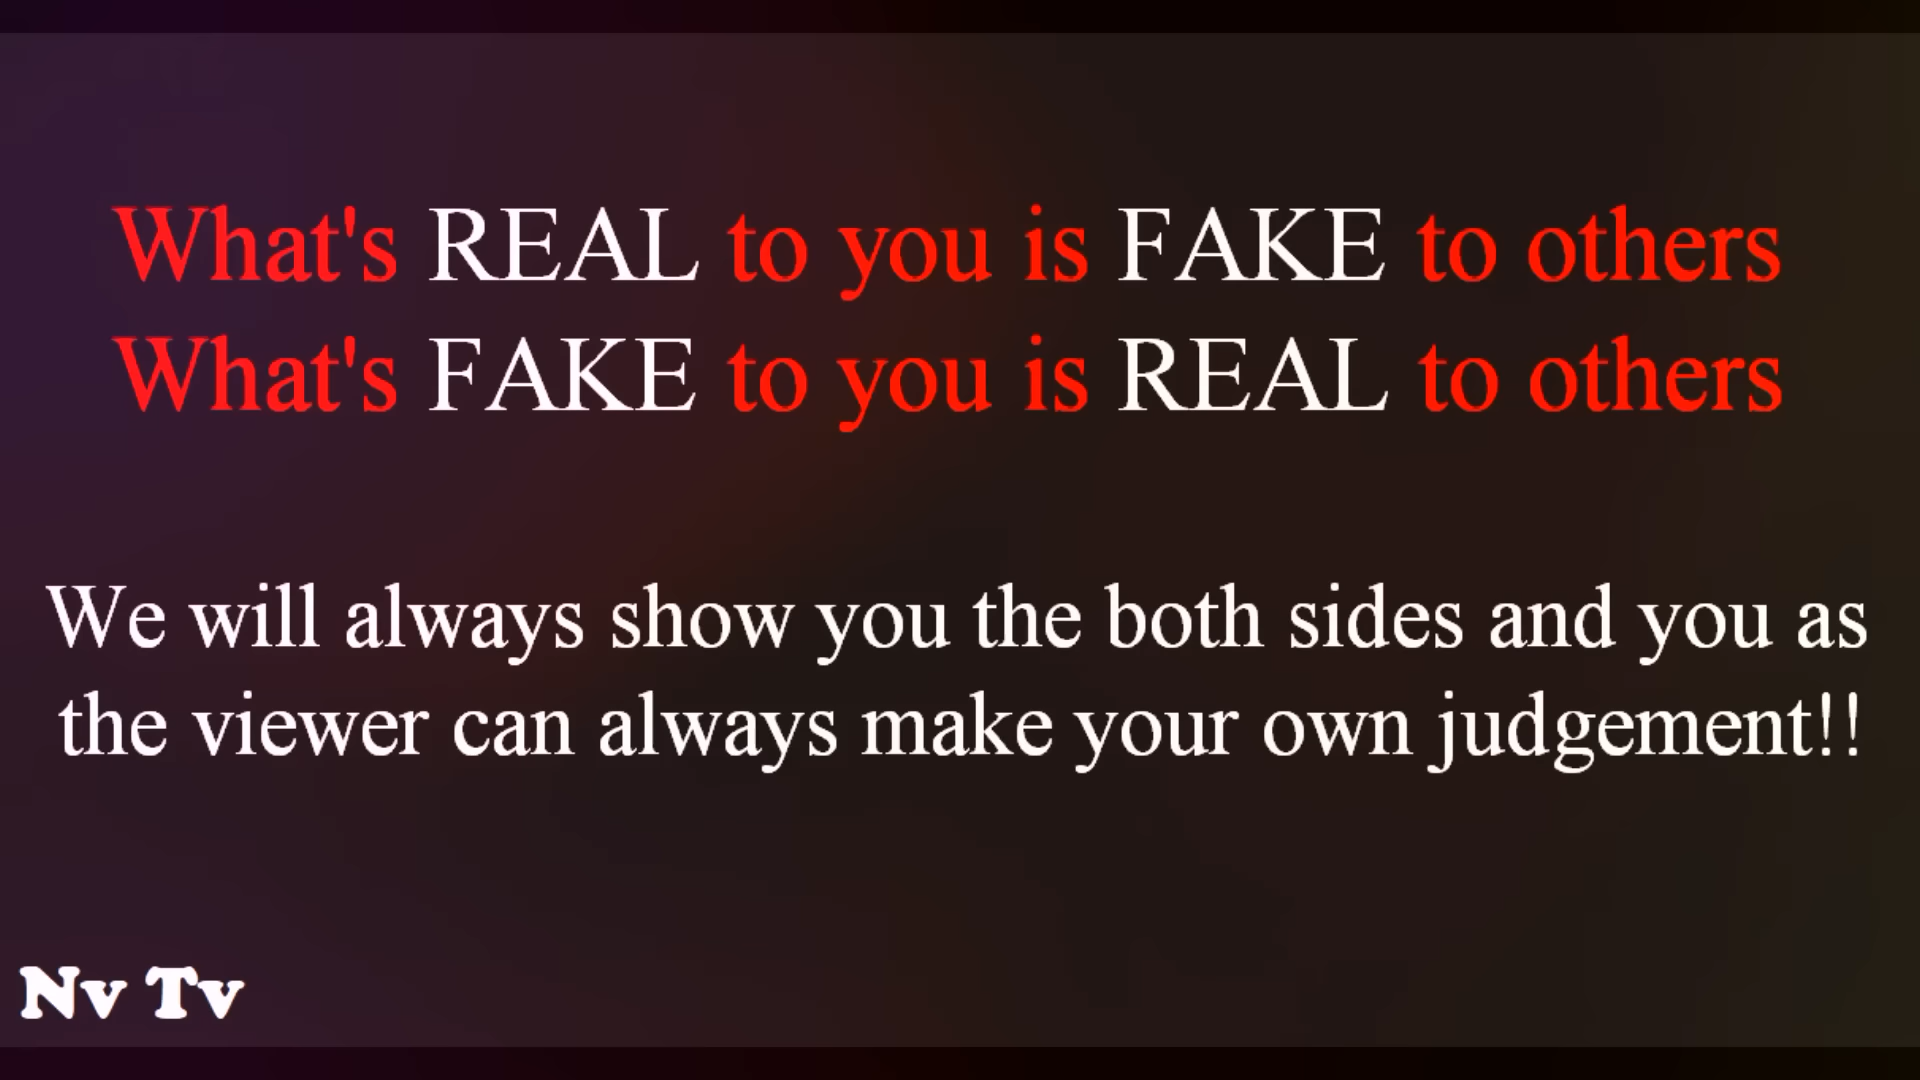 What's REAL to you is FAKE to others
What's FAKE to you is REAL to others
We will always show you the both sides and you as
the viewer can always make your own judgement!!
Nv Tv